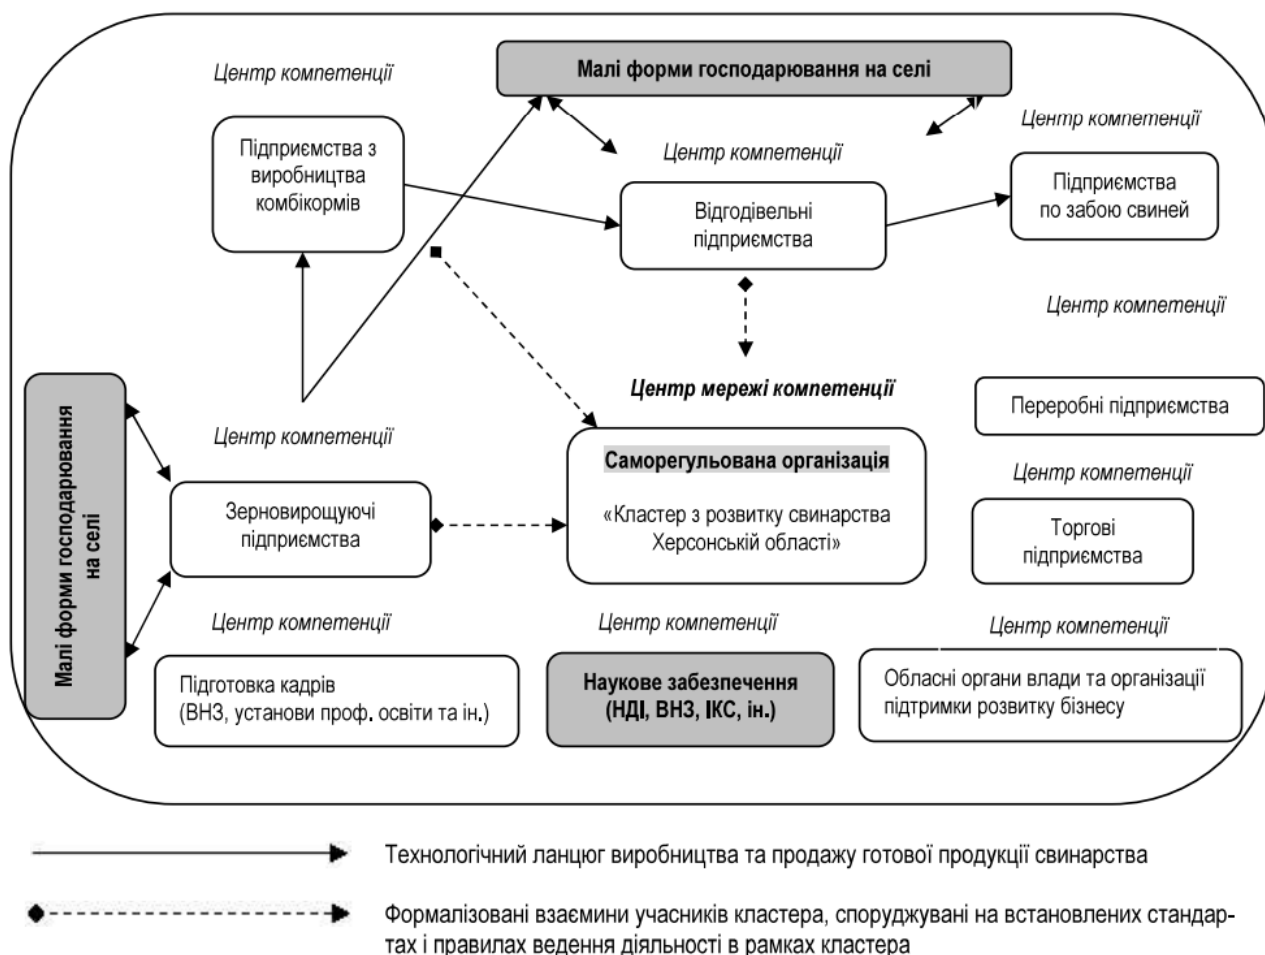 Центр компетенції
Малі форми господарювання на селі
Центр компетенції
Підприємства з
виробництва
комбікормів
Центр компетенції
Підприємства
по забою свиней
Відгодівельні
підприємства
Центр компетенції
Центр мережі компетенції
Переробні підприємства
Малі форми господарювання
на селі
Центр компетенції
Саморегульована організація
«Кластер з розвитку свинарства
Херсонській області»
Центр компетенції
Зерновирощуючі
підприємства
Торгові
підприємства
Центр компетенції
Центр компетенції
Центр компетенції
Підготовка кадрів
(ВНЗ, установи проф. освіти та ін.)
Наукове забезпечення
(НДІ, ВНЗ, ІКС, ін.)
Обласні органи влади та організації
підтримки розвитку бізнесу
Технологічний ланцюг виробництва та продажу готової продукції свинарства
Формалізовані взаємини учасників кластера, споруджувані на встановлених стандар-
тах і правилах ведення діяльності в рамках кластера